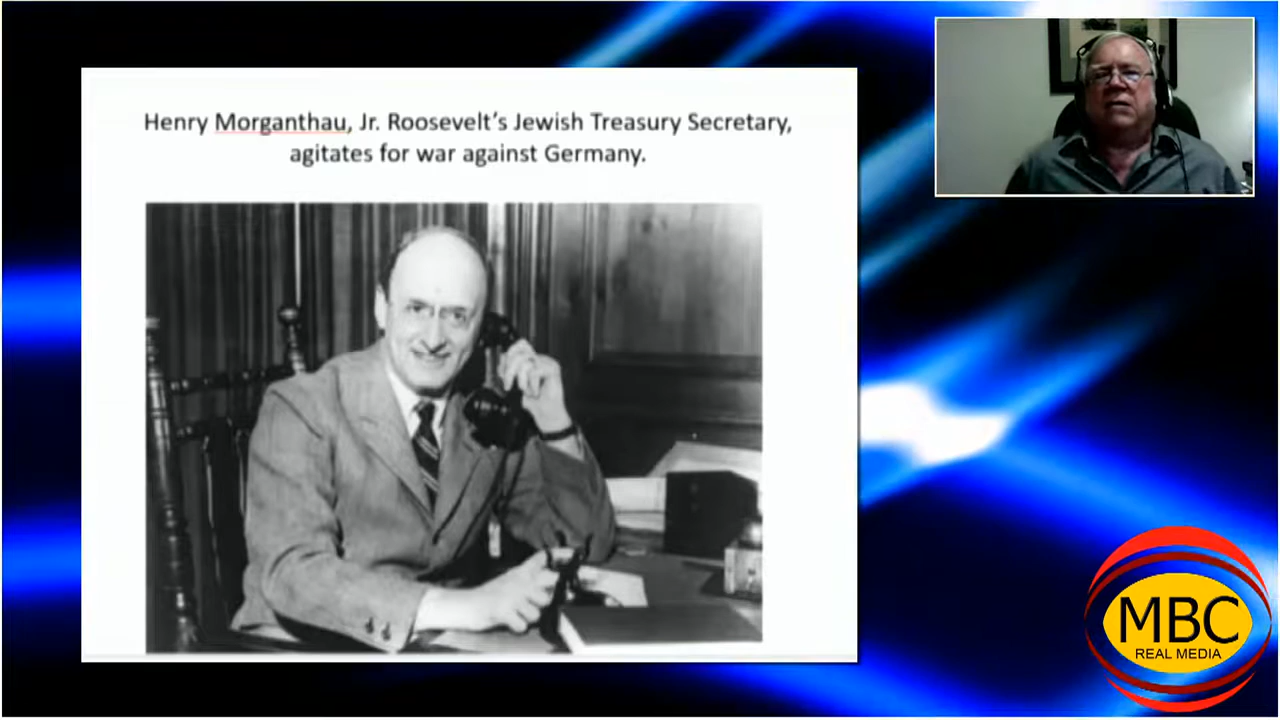 Henry Morganthau, Jr. Roosevelt's Jewish Treasury Secretary,
agitates for war against Germany.
MBC
REAL MEDIA